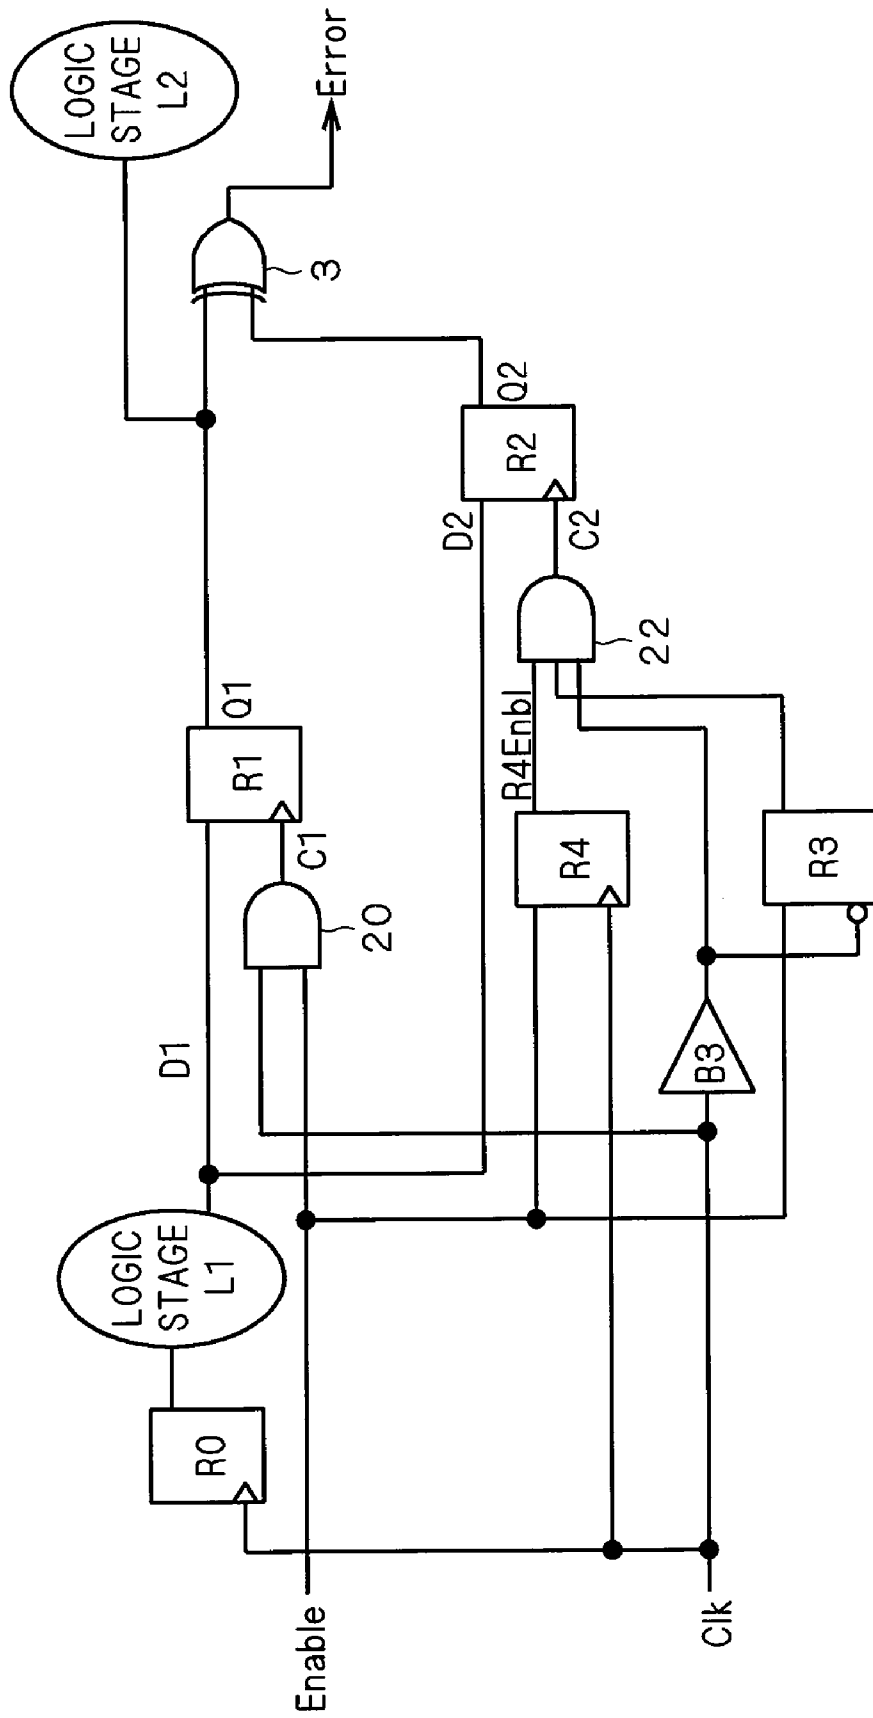 LOGIC
STAGE
L2
Error
3
Q2
R2
D2
C2
22
Q1
R1
C1
20
R4Enbl
R4
R3
D1
B3
LOGIC
STAGE
L1
R0
Enable
Clk